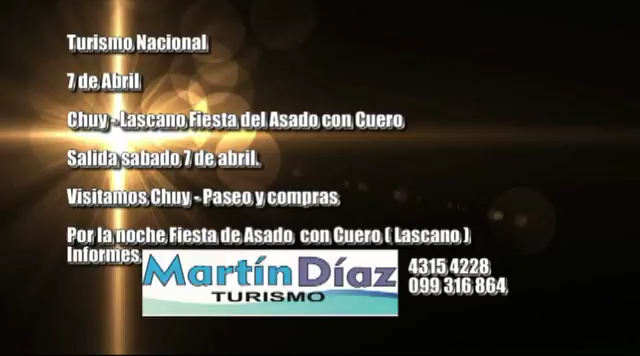 Turismo Nacional
7 de Abril
Chuy - Lascano Fiesta del Asado con Cuero
Salida sabado 7 de abril.
Visitamos Chuy - Paseo y compras
Por la noche Fiesta de Asado con Cuero ( Lascano )
Informes
Martín Díaz
TURISMO
4315 4228
099 316 864